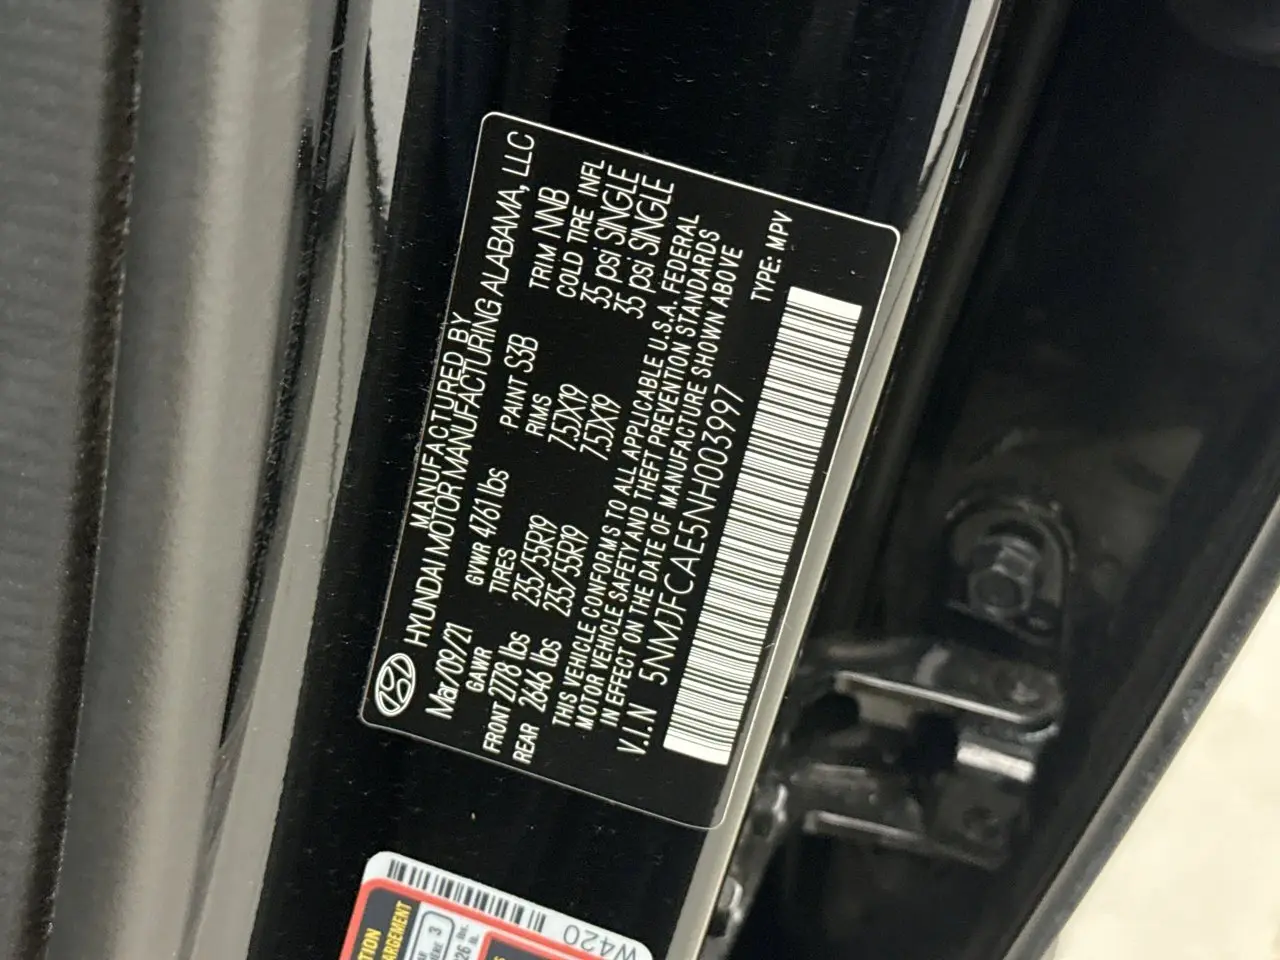 MANUFACTURED BY
HYUNDAI MOTOR MANUFACTURING ALABAMA, LLC
Mar/09/21 GVWR 4761 lbs PAINT S3B TRIM NNB
GAWR TIRES RIMS COLD TIRE INFL
FRONT 2778 lbs 235/55R19 7.5JX19 35 psi SINGLE
REAR 2646 lbs 235/55R19 7.5JX19 35 psi SINGLE
THIS VEHICLE CONFORMS TO ALL APPLICABLE U.S.A. FEDERAL
MOTOR VEHICLE SAFETY AND THEFT PREVENTION STANDARDS
IN EFFECT ON THE DATE OF MANUFACTURE SHOWN ABOVE
V.I.N 5NMJFCAE5NH003997
TYPE: MPV
W420